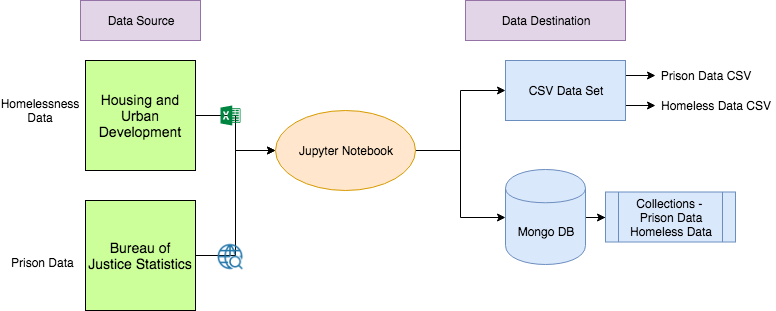 Data Source
Data Destination
Homelessness
Data
Housing and
Urban
Development
Jupyter Notebook
CSV Data Set
Prison Data CSV
Homeless Data CSV
Prison Data
Bureau of
Justice Statistics
Mongo DB
Collections -
Prison Data
Homeless Data